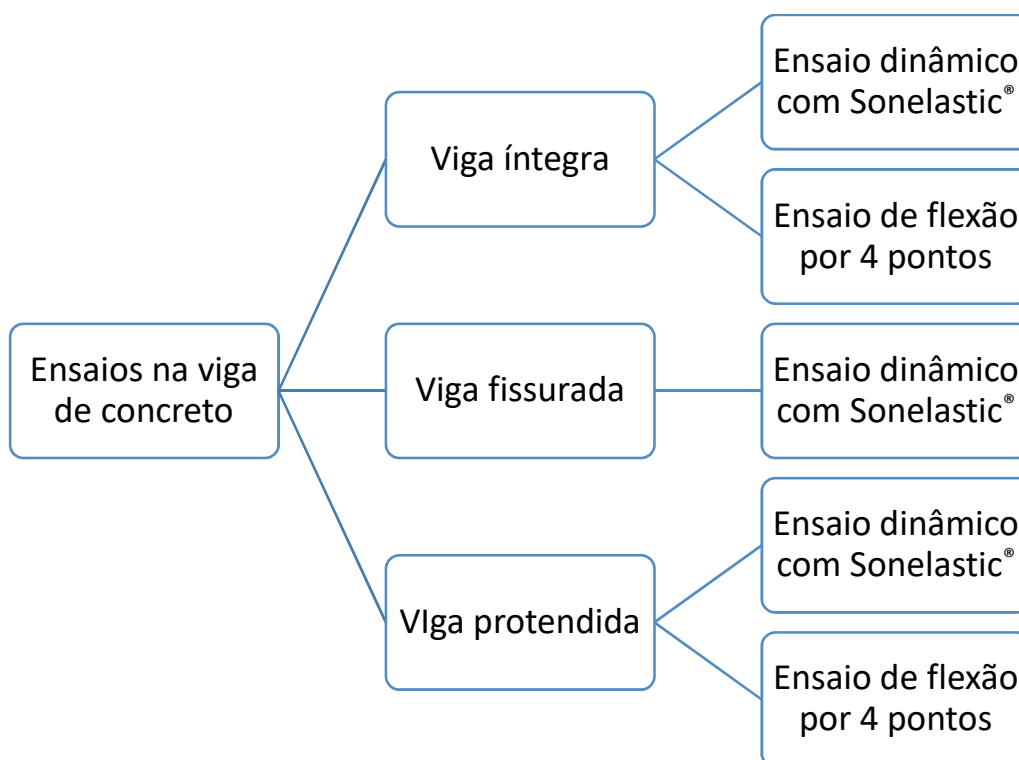 Ensaios na viga
de concreto
Viga íntegra
Ensaio dinâmico
com Sonelastic®
Ensaio de flexão
por 4 pontos
Viga fissurada
Ensaio dinâmico
com Sonelastic®
VIga protendida
Ensaio dinâmico
com Sonelastic®
Ensaio de flexão
por 4 pontos